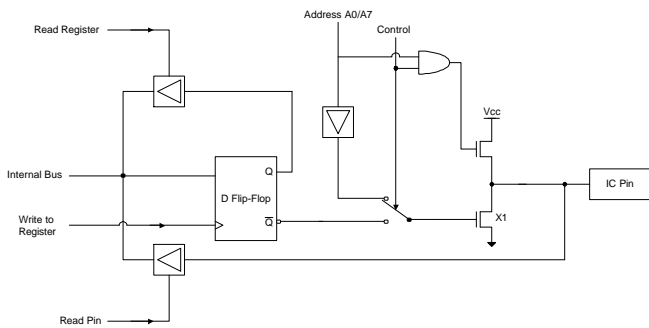 Address A0/A7
Read Register
Control
Vcc
Internal Bus
Q
D Flip-Flop
IC Pin
Write to
Register
Q
X1
Read Pin